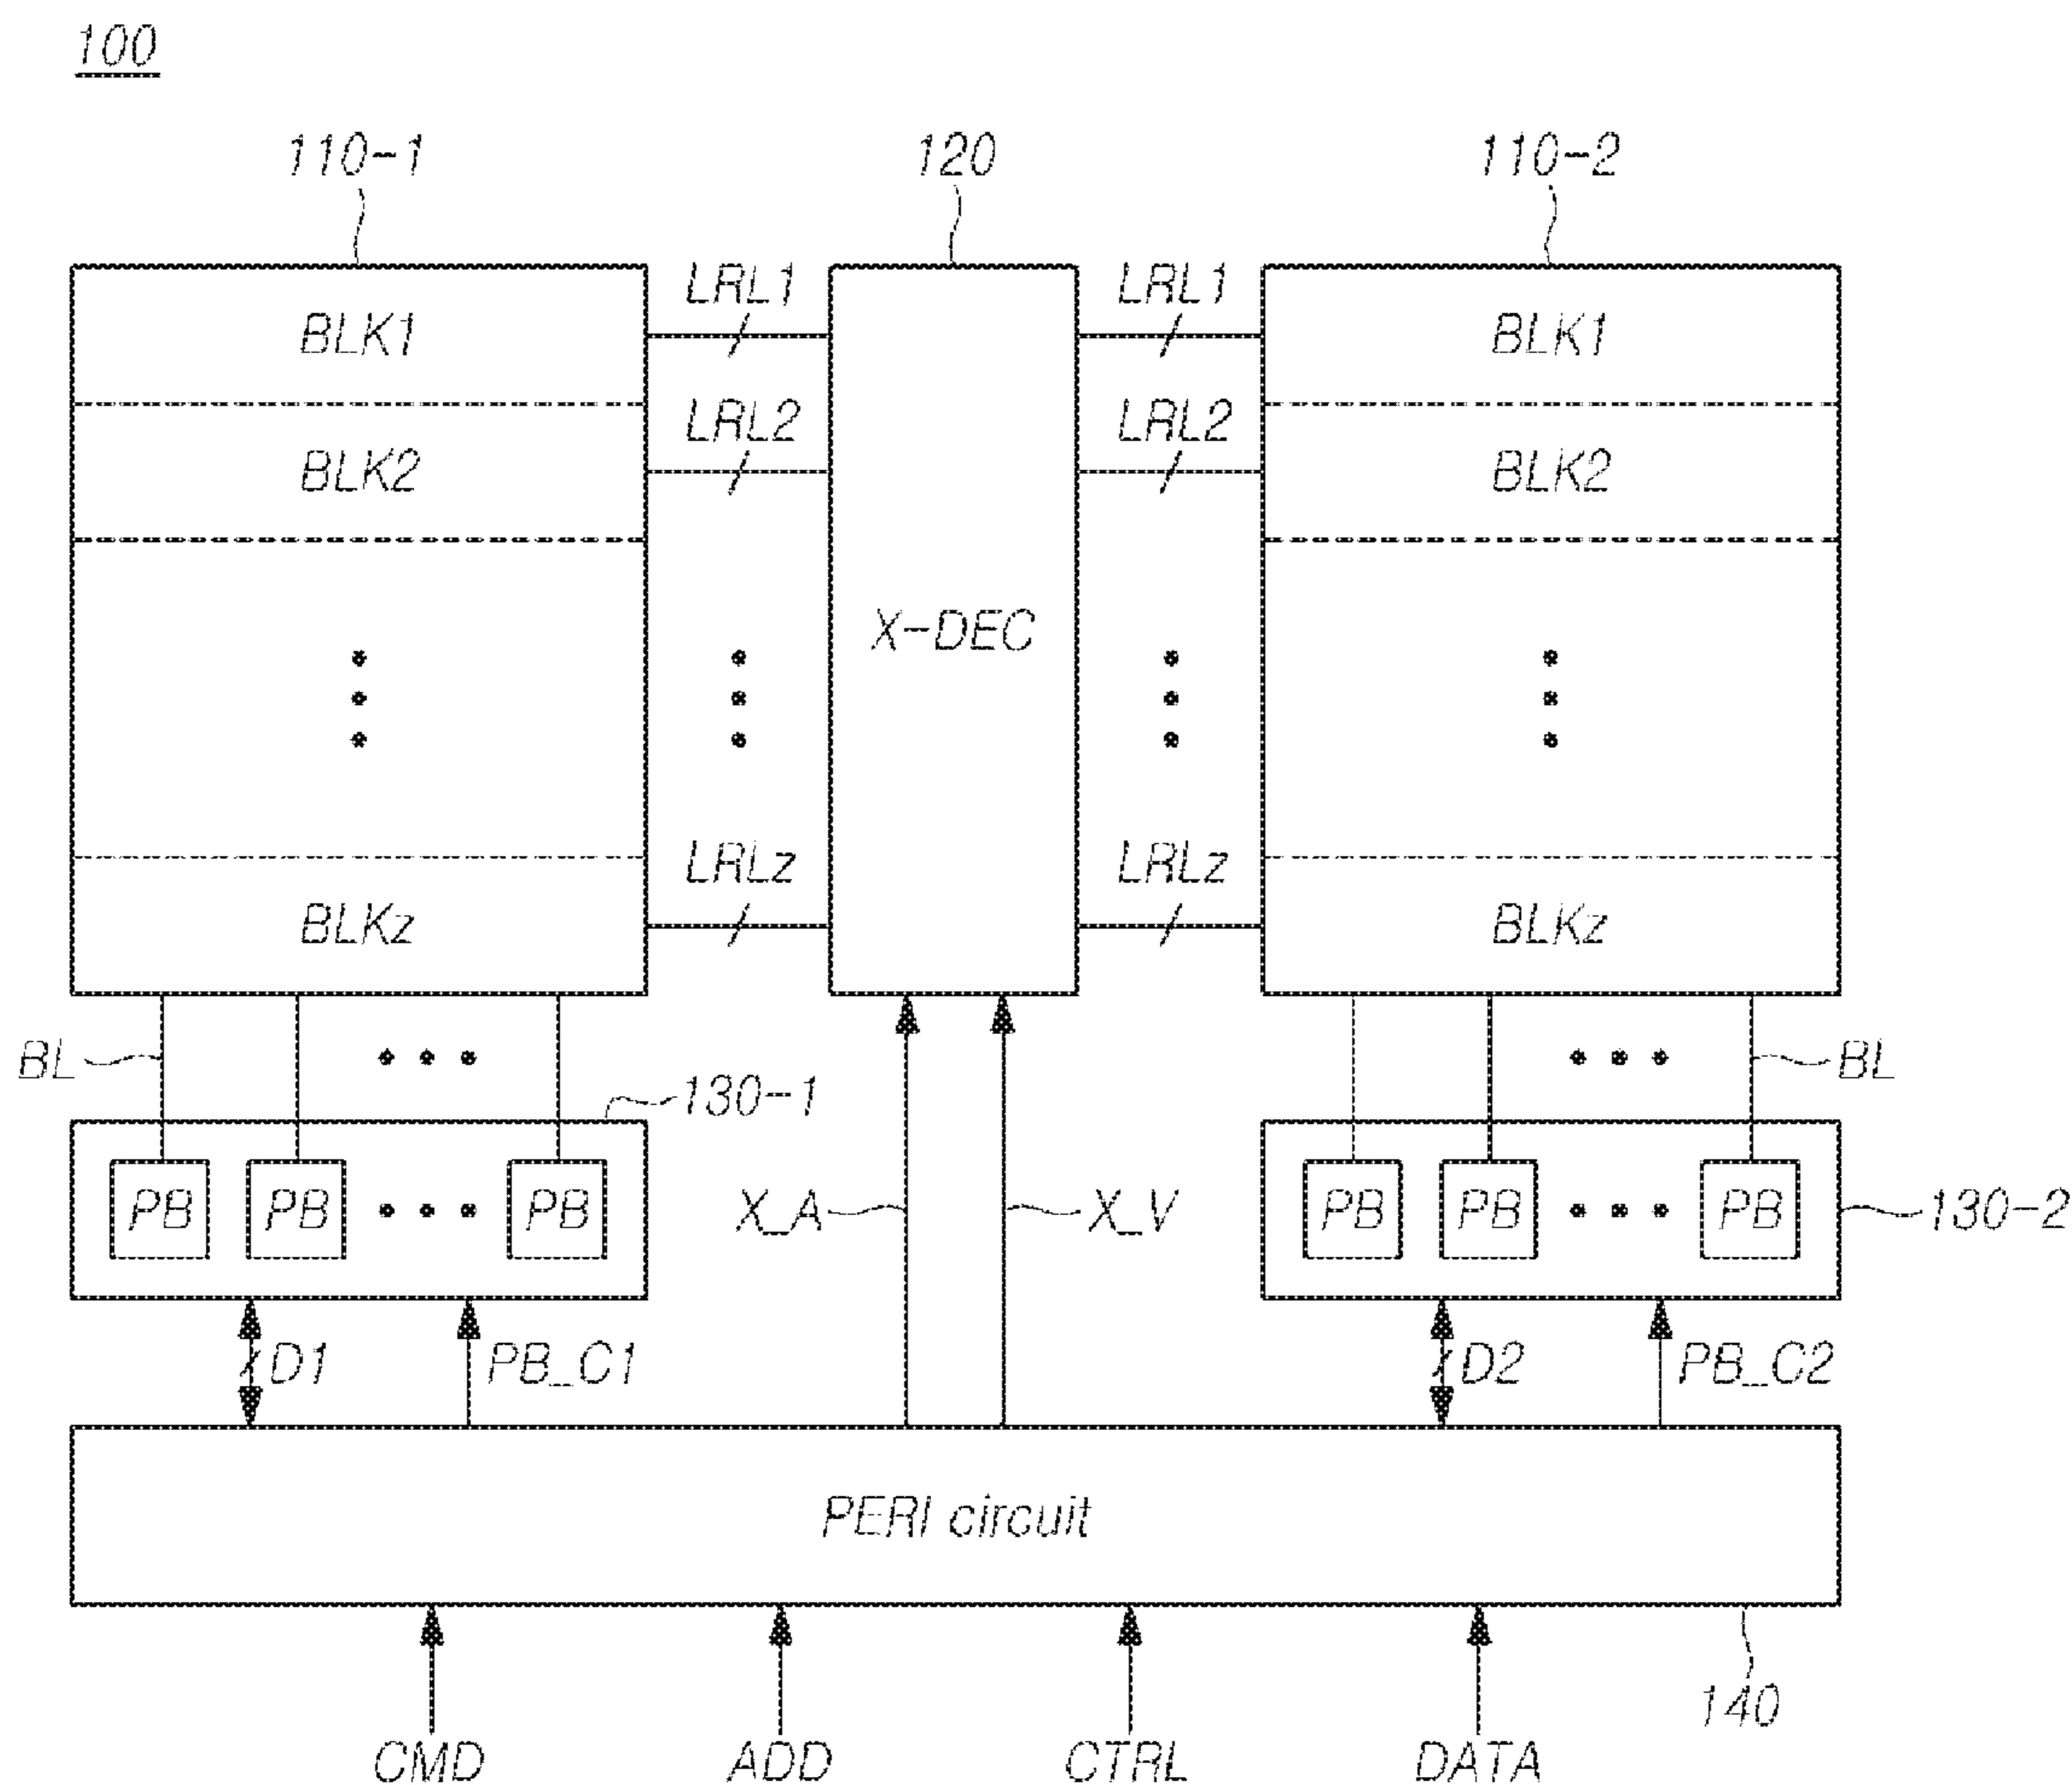 100
110-1 120 110-2
BLK1 LRL1 LRL1 BLK1
BLK2 LRL2 LRL2 BLK2
X-DEC
BLKz LRLz LRLz BLKz
BL BL
130-1
PB PB PB X_A X_V PB PB PB 130-2
D1 PB_C1 D2 PB_C2
PERI circuit
140
CMD ADD CTRL DATA